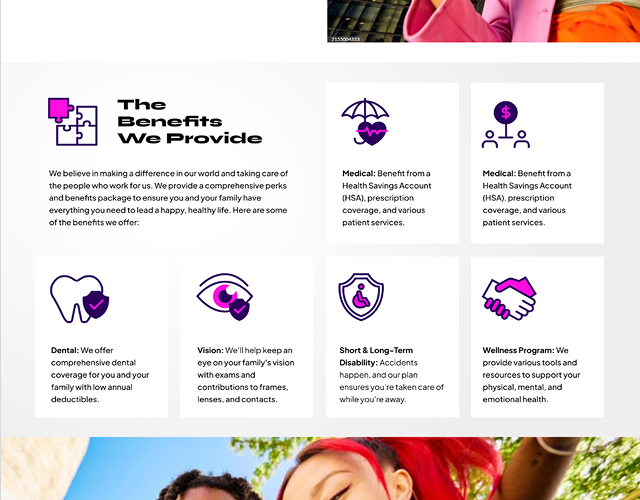 2155004323
The
Benefits
We Provide
We believe in making a difference in our world and taking care of
the people who work for us. We provide a comprehensive perks
and benefits package to ensure you and your family have
everything you need to lead a happy, healthy life. Here are some
of the benefits we offer:
Medical: Benefit from a
Health Savings Account
(HSA), prescription
coverage, and various
patient services.
$
Medical: Benefit from a
Health Savings Account
(HSA), prescription
coverage, and various
patient services.
Dental: We offer
comprehensive dental
coverage for you and your
family with low annual
deductibles.
Vision: We'll help keep an
eye on your family's vision
with exams and
contributions to frames,
lenses, and contacts.
Short & Long-Term
Disability: Accidents
happen, and our plan
ensures you're taken care of
while you're away.
Wellness Program: We
provide various tools and
resources to support your
physical, mental, and
emotional health.